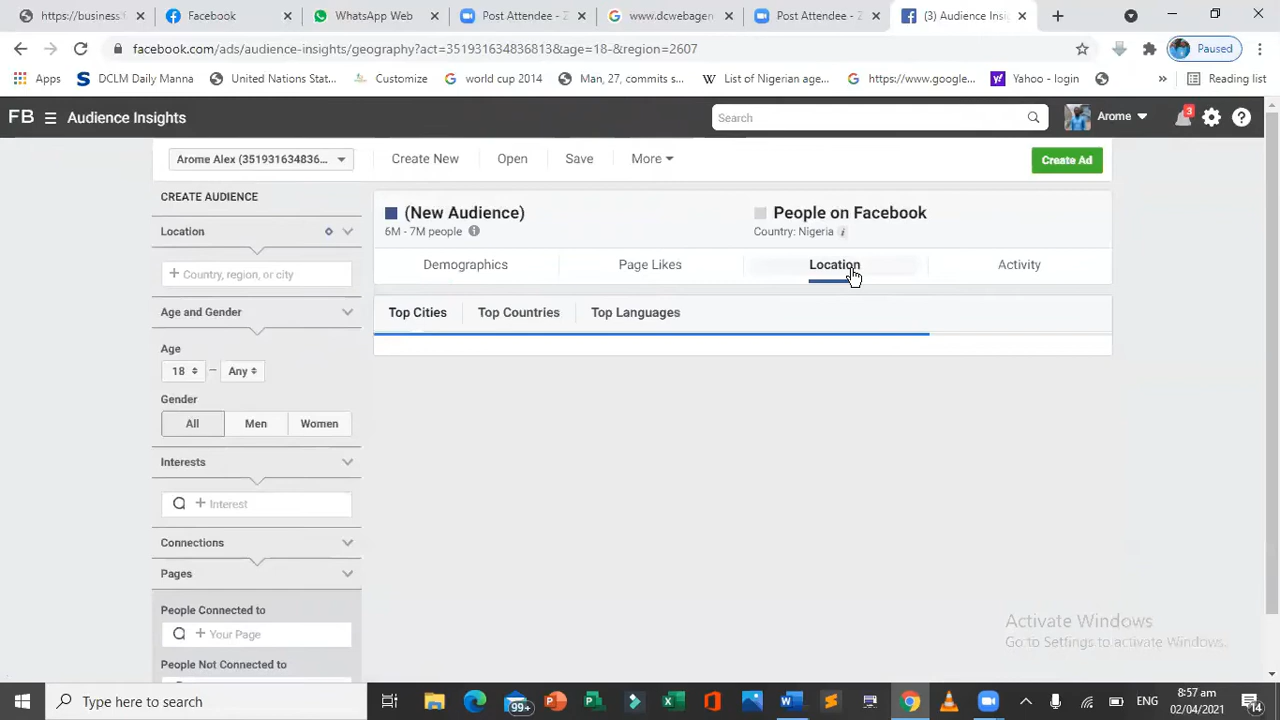 https://business
Facebook
WhatsApp Web
Post Attendee - Z
www.dcwebagen
Post Attendee - Z
(3) Audience Insi
facebook.com/ads/audience-insights/geography?act=351931634836813&age=18-&region=2607
Paused
Apps
DCLM Daily Manna
United Nations Stat...
Customize
world cup 2014
Man, 27, commits s...
List of Nigerian age...
https://www.google...
Yahoo - login
»
Reading list
FB Audience Insights
Search
Arome
3
Arome Alex (351931634836...
Create New
Open
Save
More
Create Ad
CREATE AUDIENCE
Location
+ Country, region, or city
Age and Gender
Age
18 – Any
Gender
All Men Women
Interests
+ Interest
Connections
Pages
People Connected to
+ Your Page
People Not Connected to
(New Audience)
6M - 7M people
People on Facebook
Country: Nigeria
Demographics
Page Likes
Location
Activity
Top Cities
Top Countries
Top Languages
Activate Windows
Go to Settings to activate Windows.
Type here to search
99+
ENG
8:57 am
02/04/2021
14